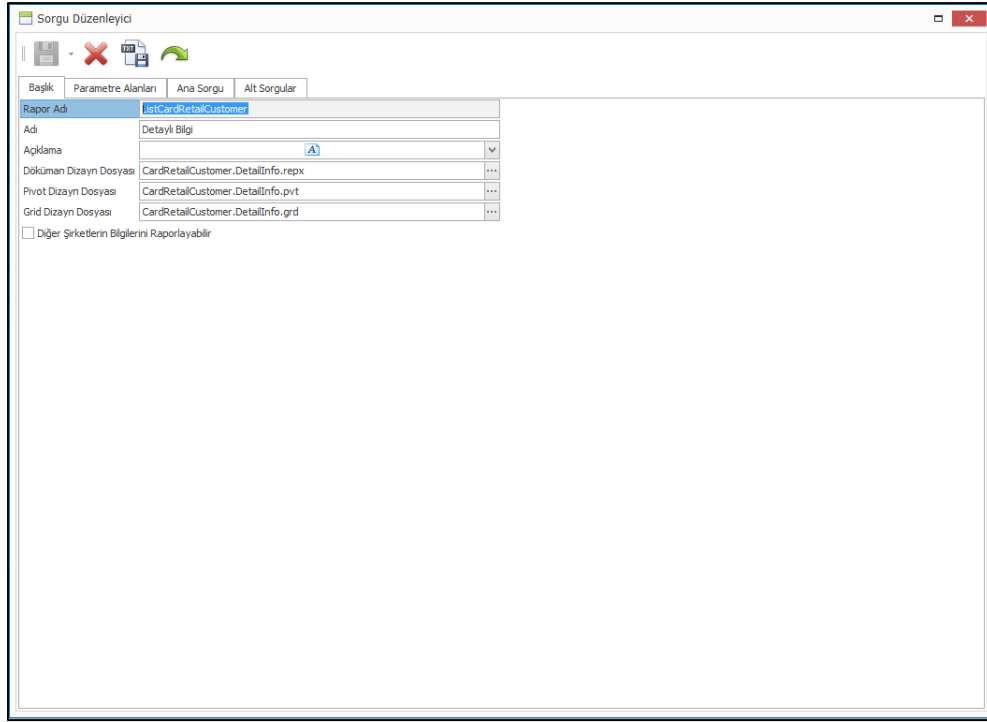 Sorgu Düzenleyici
TXT
Başlık Parametre Alanları Ana Sorgu Alt Sorgular
Rapor Adı ListCardRetailCustomer
Adı Detaylı Bilgi
Açıklama A
Döküman Dizayn Dosyası CardRetailCustomer.DetailInfo.repx
Pivot Dizayn Dosyası CardRetailCustomer.DetailInfo.pvt
Grid Dizayn Dosyası CardRetailCustomer.DetailInfo.grd
Diğer Şirketlerin Bilgilerini Raporlayabilir